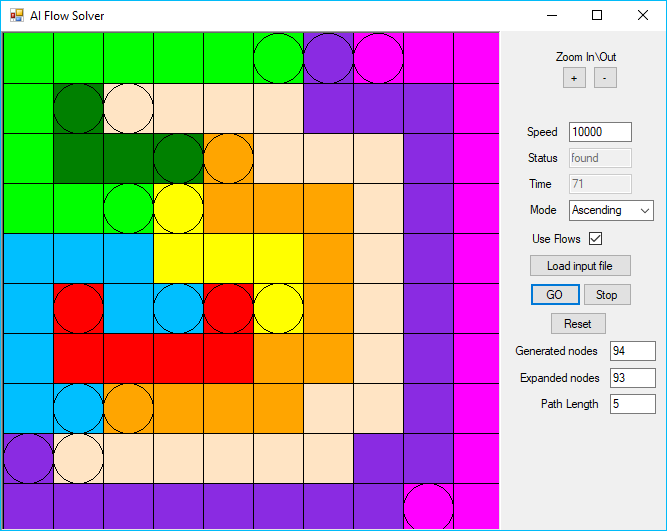 AI Flow Solver
Zoom In\Out
+ -
Speed 10000
Status found
Time 71
Mode Ascending
Use Flows
Load input file
GO Stop
Reset
Generated nodes 94
Expanded nodes 93
Path Length 5